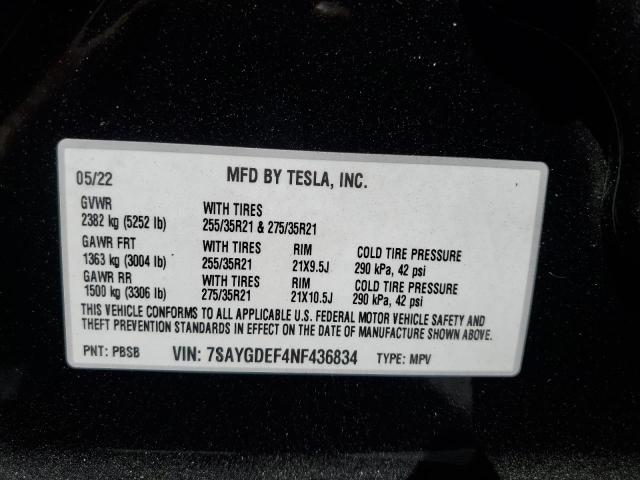 05/22 MFD BY TESLA, INC.
GVWR WITH TIRES
2382 kg (5252 lb) 255/35R21 & 275/35R21
GAWR FRT WITH TIRES RIM COLD TIRE PRESSURE
1363 kg (3004 lb) 255/35R21 21X9.5J 290 kPa, 42 psi
GAWR RR WITH TIRES RIM COLD TIRE PRESSURE
1500 kg (3306 lb) 275/35R21 21X10.5J 290 kPa, 42 psi
THIS VEHICLE CONFORMS TO ALL APPLICABLE U.S. FEDERAL MOTOR VEHICLE SAFETY AND
THEFT PREVENTION STANDARDS IN EFFECT ON THE DATE OF MANUFACTURE SHOWN ABOVE.
PNT: PBSB VIN: 7SAYGDEF4NF436834 TYPE: MPV